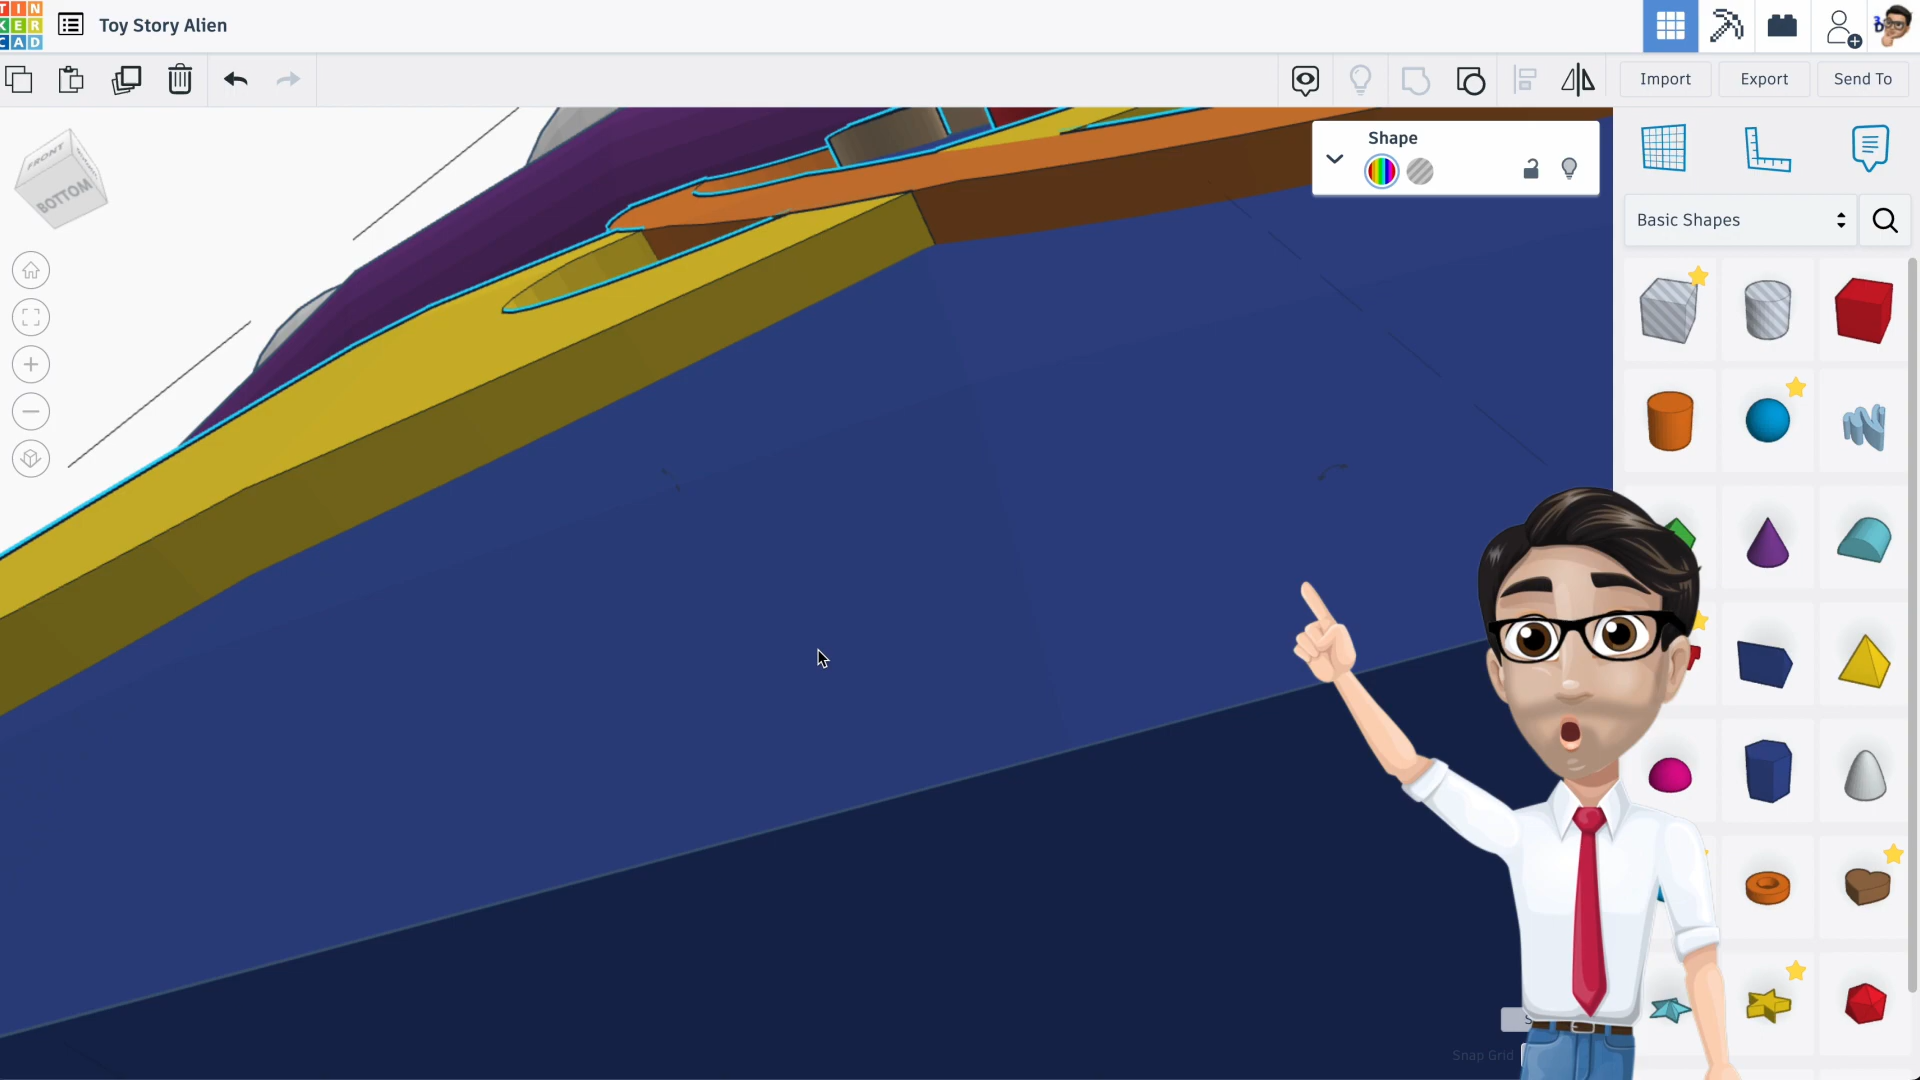 TIN
KER
CAD
Toy Story Alien
Import
Export
Send To
FRONT
BOTTOM
Shape
Basic Shapes
Snap Grid